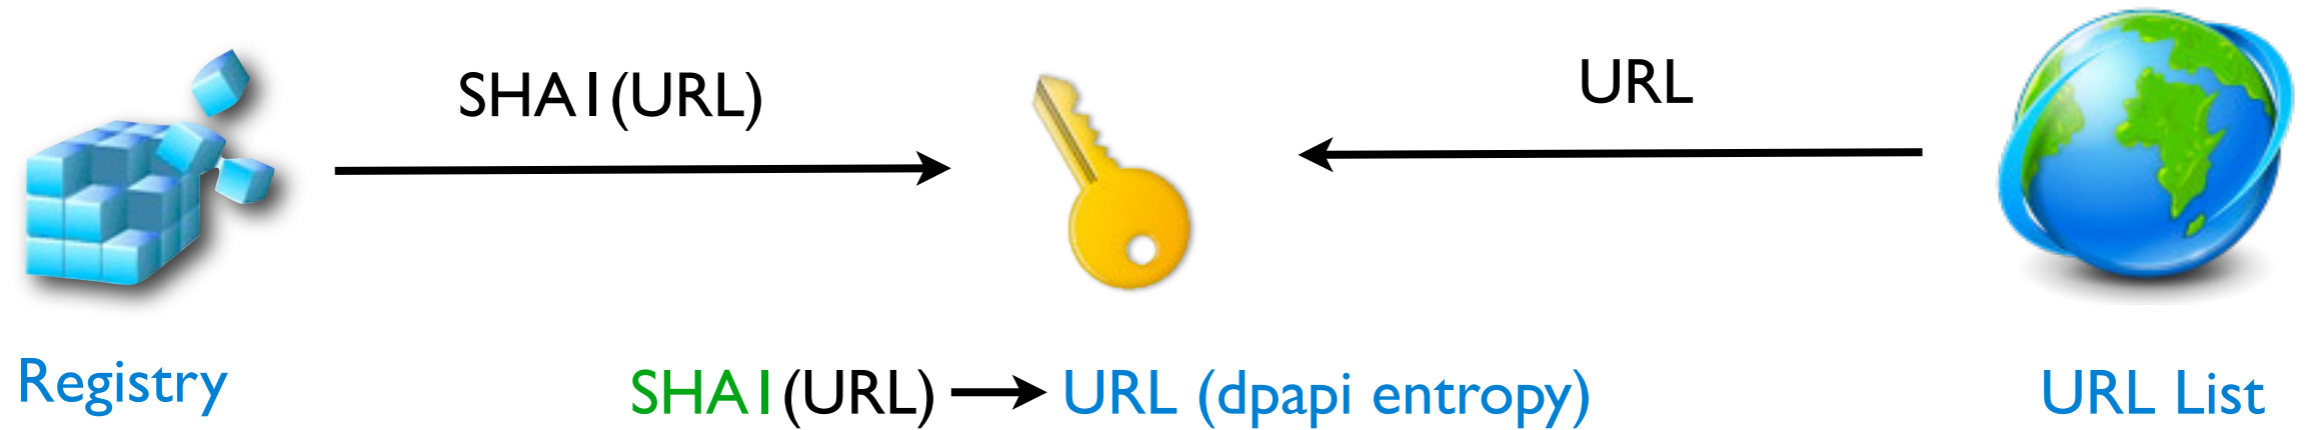 SHA1(URL)
URL
Registry
SHA1(URL) → URL (dpapi entropy)
URL List